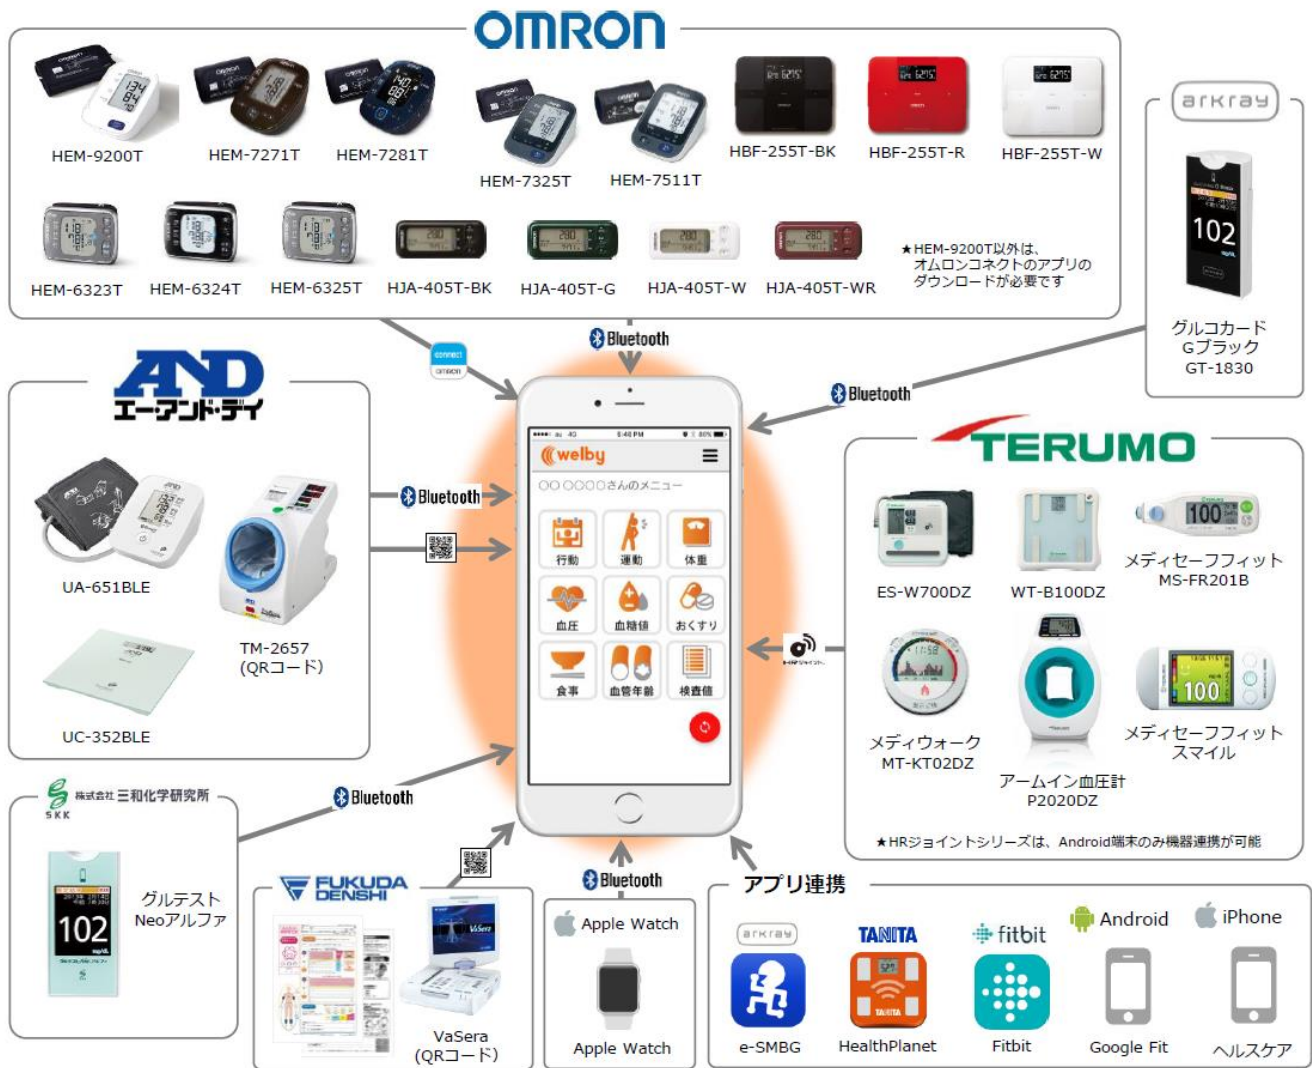 OMRON
HEM-9200T
HEM-7271T
HEM-7281T
HEM-7325T
HEM-7511T
HBF-255T-BK
HBF-255T-R
HBF-255T-W
HEM-6323T
HEM-6324T
HEM-6325T
HJA-405T-BK
HJA-405T-G
HJA-405T-W
HJA-405T-WR
★HEM-9200T以外は、
オムロンコネクトのアプリの
ダウンロードが必要です
arkray
102
mg/dL
arkray
グルコカード
Gブラック
GT-1830
connect
omron
Bluetooth
Bluetooth
AND
エー・アンド・デイ
UA-651BLE
TM-2657
(QRコード)
UC-352BLE
Bluetooth
welby
○○ ○○○○さんのメニュー
行動
運動
体重
血圧
血糖値
おくすり
食事
血管年齢
検査値
TERUMO
ES-W700DZ
WT-B100DZ
100
メディセーフフィット
MS-FR201B
11:58
メディウォーク
MT-KT02DZ
アームイン血圧計
P2020DZ
100
メディセーフフィット
スマイル
★HRジョイントシリーズは、Android端末のみ機器連携が可能
SKK
株式会社 三和化学研究所
102
mg/dL
グルテスト
Neoアルファ
Bluetooth
FUKUDA
DENSHI
VaSera
VaSera
(QRコード)
Bluetooth
Apple Watch
Apple Watch
アプリ連携
arkray
e-SMBG
TANITA
TANITA
HealthPlanet
fitbit
Fitbit
Android
Google Fit
iPhone
ヘルスケア